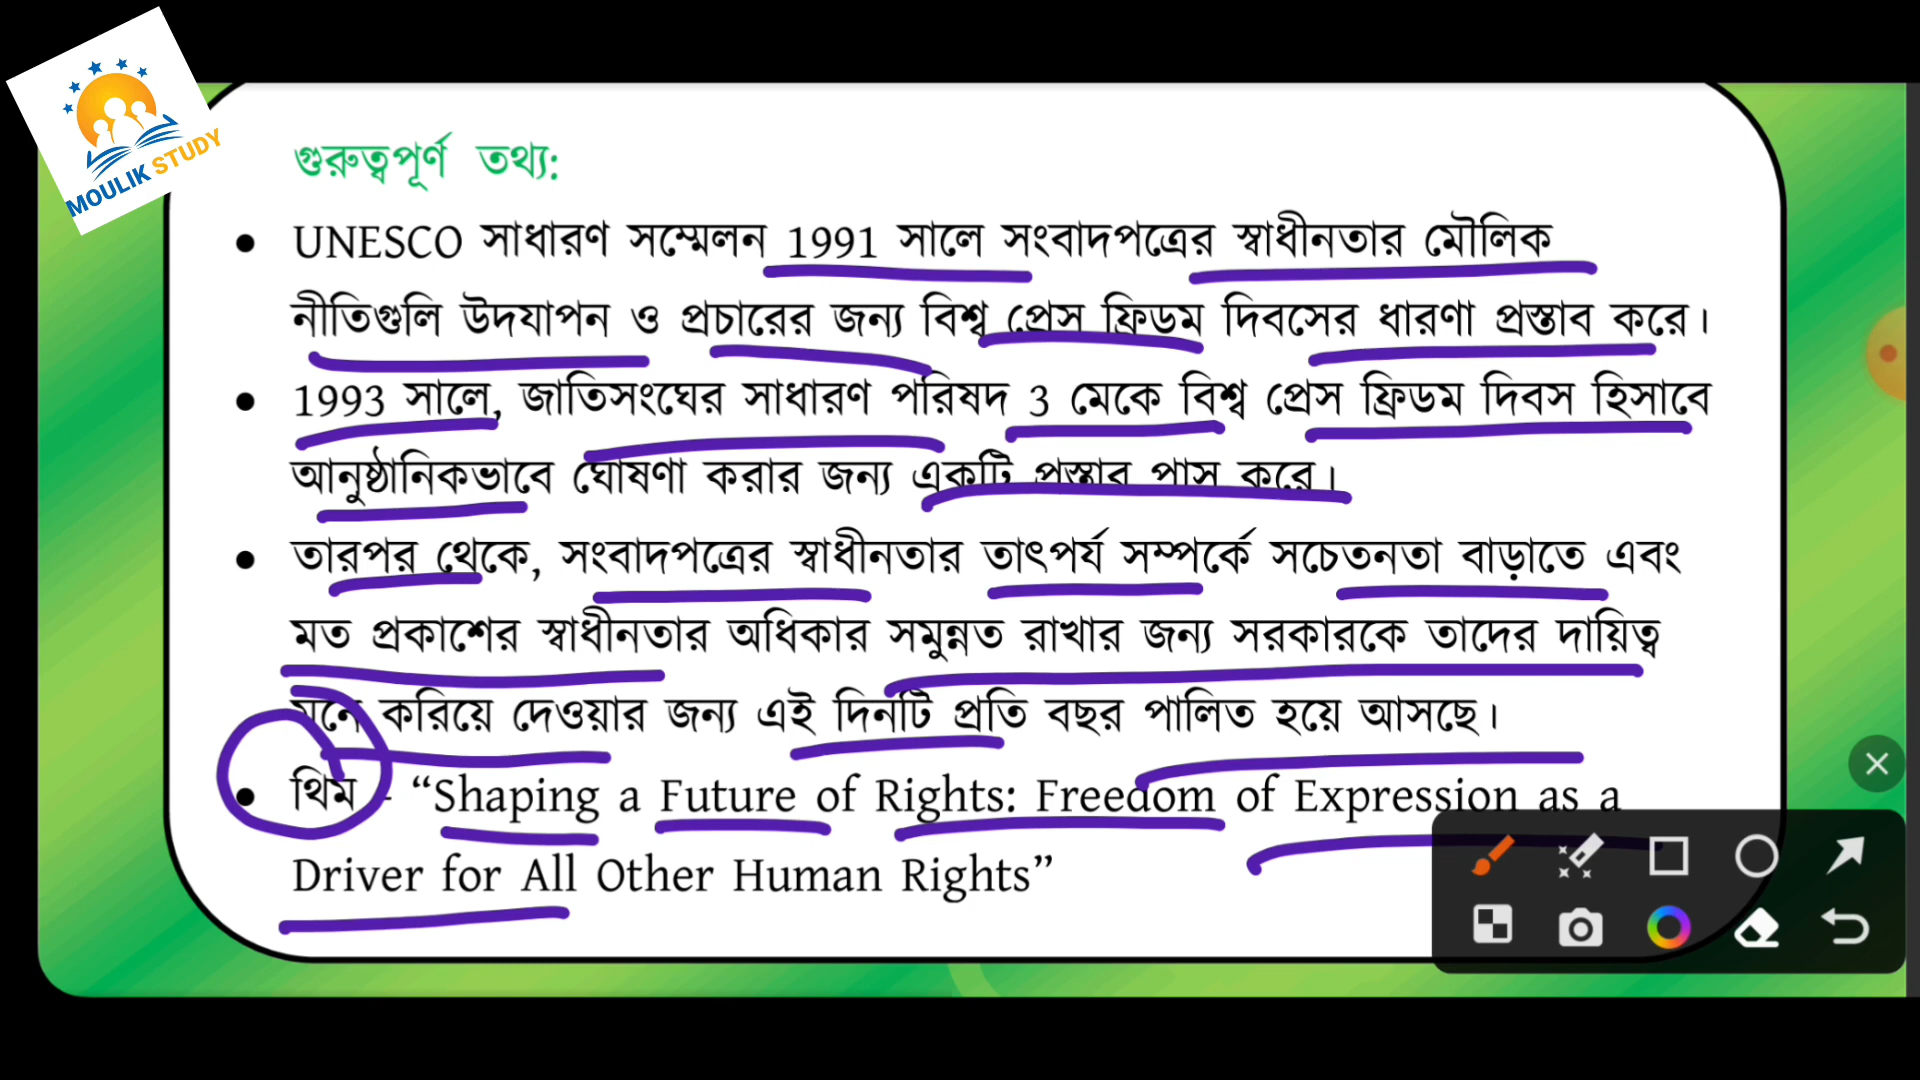 MOULIK STUDY
গুরুত্বপূর্ণ তথ্য:
● UNESCO সাধারণ সম্মেলন 1991 সালে সংবাদপত্রের স্বাধীনতার মৌলিক
নীতিগুলি উদযাপন ও প্রচারের জন্য বিশ্ব প্রেস ফ্রিডম দিবসের ধারণা প্রস্তাব করে।
● 1993 সালে, জাতিসংঘের সাধারণ পরিষদ 3 মেকে বিশ্ব প্রেস ফ্রিডম দিবস হিসাবে
আনুষ্ঠানিকভাবে ঘোষণা করার জন্য একটি প্রস্তাব পাস করে।
● তারপর থেকে, সংবাদপত্রের স্বাধীনতার তাৎপর্য সম্পর্কে সচেতনতা বাড়াতে এবং
মত প্রকাশের স্বাধীনতার অধিকার সমুন্নত রাখার জন্য সরকারকে তাদের দায়িত্ব
মনে করিয়ে দেওয়ার জন্য এই দিনটি প্রতি বছর পালিত হয়ে আসছে।
● থিম - “Shaping a Future of Rights: Freedom of Expression as a
Driver for All Other Human Rights”